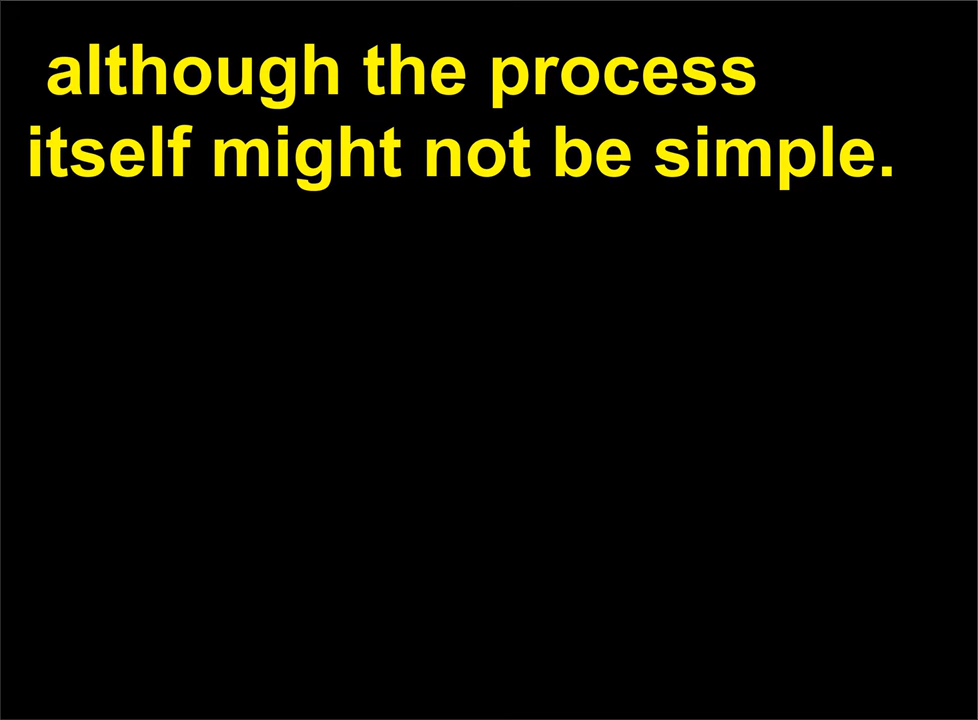 although the process
itself might not be simple.